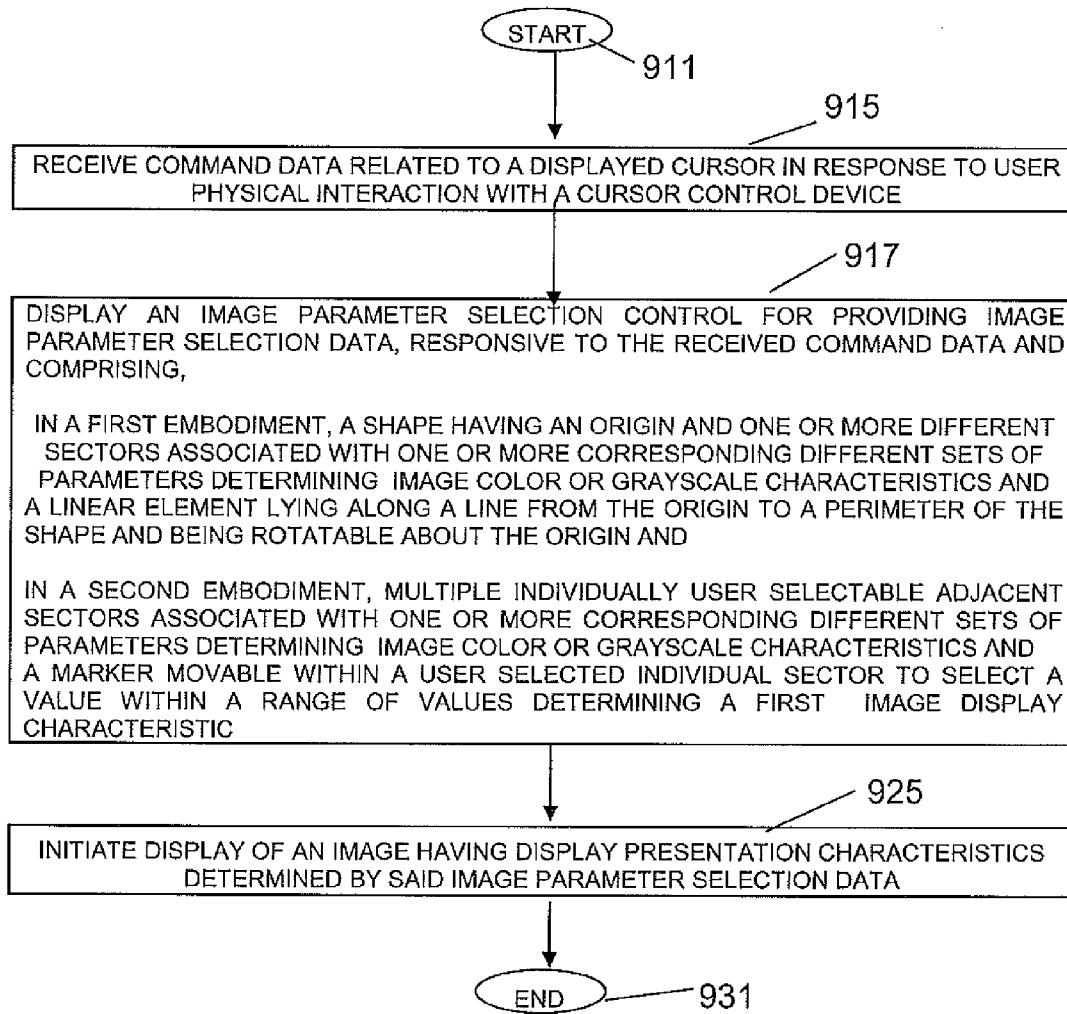 START
911
915
RECEIVE COMMAND DATA RELATED TO A DISPLAYED CURSOR IN RESPONSE TO USER
PHYSICAL INTERACTION WITH A CURSOR CONTROL DEVICE
917
DISPLAY AN IMAGE PARAMETER SELECTION CONTROL FOR PROVIDING IMAGE
PARAMETER SELECTION DATA, RESPONSIVE TO THE RECEIVED COMMAND DATA AND
COMPRISING,
IN A FIRST EMBODIMENT, A SHAPE HAVING AN ORIGIN AND ONE OR MORE DIFFERENT
SECTORS ASSOCIATED WITH ONE OR MORE CORRESPONDING DIFFERENT SETS OF
PARAMETERS DETERMINING IMAGE COLOR OR GRAYSCALE CHARACTERISTICS AND
A LINEAR ELEMENT LYING ALONG A LINE FROM THE ORIGIN TO A PERIMETER OF THE
SHAPE AND BEING ROTATABLE ABOUT THE ORIGIN AND
IN A SECOND EMBODIMENT, MULTIPLE INDIVIDUALLY USER SELECTABLE ADJACENT
SECTORS ASSOCIATED WITH ONE OR MORE CORRESPONDING DIFFERENT SETS OF
PARAMETERS DETERMINING IMAGE COLOR OR GRAYSCALE CHARACTERISTICS AND
A MARKER MOVABLE WITHIN A USER SELECTED INDIVIDUAL SECTOR TO SELECT A
VALUE WITHIN A RANGE OF VALUES DETERMINING A FIRST IMAGE DISPLAY
CHARACTERISTIC
925
INITIATE DISPLAY OF AN IMAGE HAVING DISPLAY PRESENTATION CHARACTERISTICS
DETERMINED BY SAID IMAGE PARAMETER SELECTION DATA
END
931